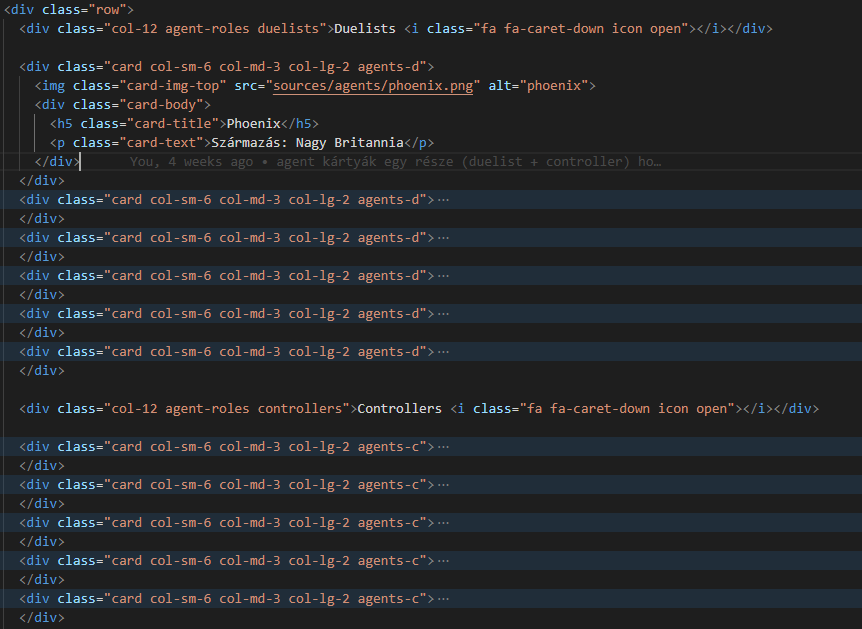 <div class="row">
<div class="col-12 agent-roles duelists">Duelists <i class="fa fa-caret-down icon open"></i></div>
<div class="card col-sm-6 col-md-3 col-lg-2 agents-d">
<img class="card-img-top" src="sources/agents/phoenix.png" alt="phoenix">
<div class="card-body">
<h5 class="card-title">Phoenix</h5>
<p class="card-text">Származás: Nagy Britannia</p>
</div> You, 4 weeks ago • agent kártyák egy része (duelist + controller) ho…
</div>
<div class="card col-sm-6 col-md-3 col-lg-2 agents-d">⋯
</div>
<div class="card col-sm-6 col-md-3 col-lg-2 agents-d">⋯
</div>
<div class="card col-sm-6 col-md-3 col-lg-2 agents-d">⋯
</div>
<div class="card col-sm-6 col-md-3 col-lg-2 agents-d">⋯
</div>
<div class="card col-sm-6 col-md-3 col-lg-2 agents-d">⋯
</div>
<div class="col-12 agent-roles controllers">Controllers <i class="fa fa-caret-down icon open"></i></div>
<div class="card col-sm-6 col-md-3 col-lg-2 agents-c">⋯
</div>
<div class="card col-sm-6 col-md-3 col-lg-2 agents-c">⋯
</div>
<div class="card col-sm-6 col-md-3 col-lg-2 agents-c">⋯
</div>
<div class="card col-sm-6 col-md-3 col-lg-2 agents-c">⋯
</div>
<div class="card col-sm-6 col-md-3 col-lg-2 agents-c">⋯
</div>